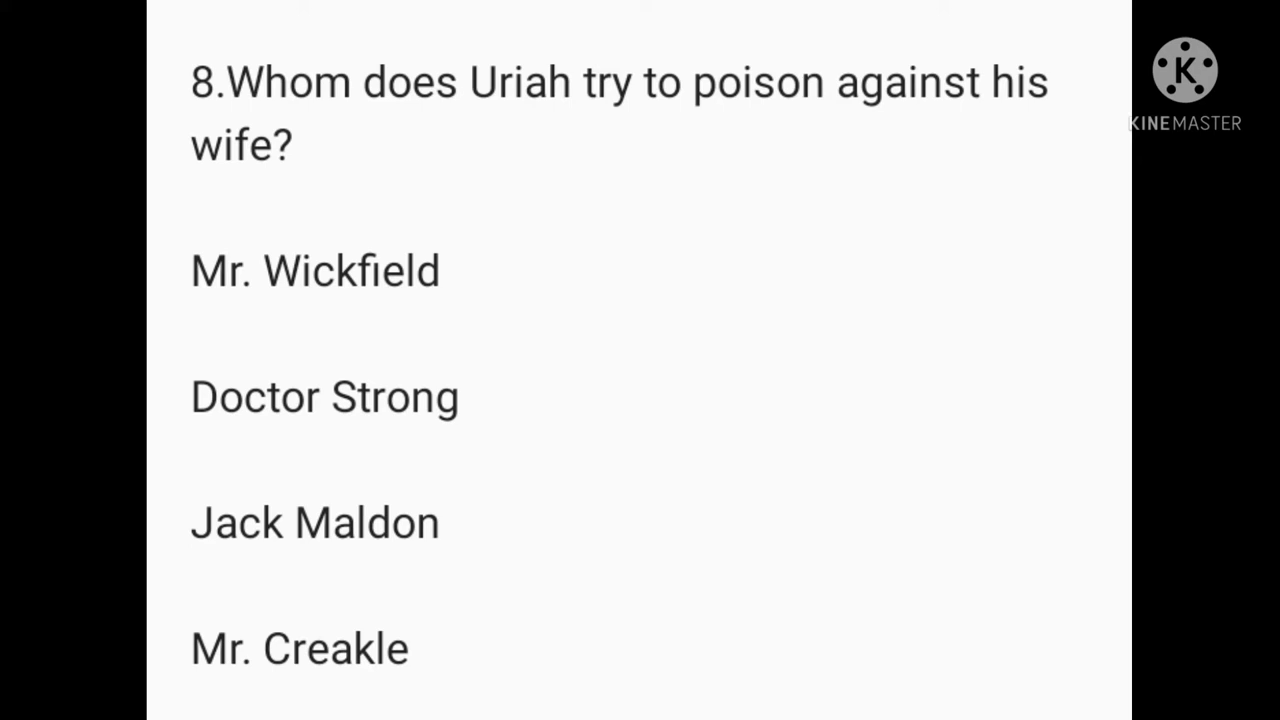 8.Whom does Uriah try to poison against his
wife?
Mr. Wickfield
Doctor Strong
Jack Maldon
Mr. Creakle
K
KINEMASTER